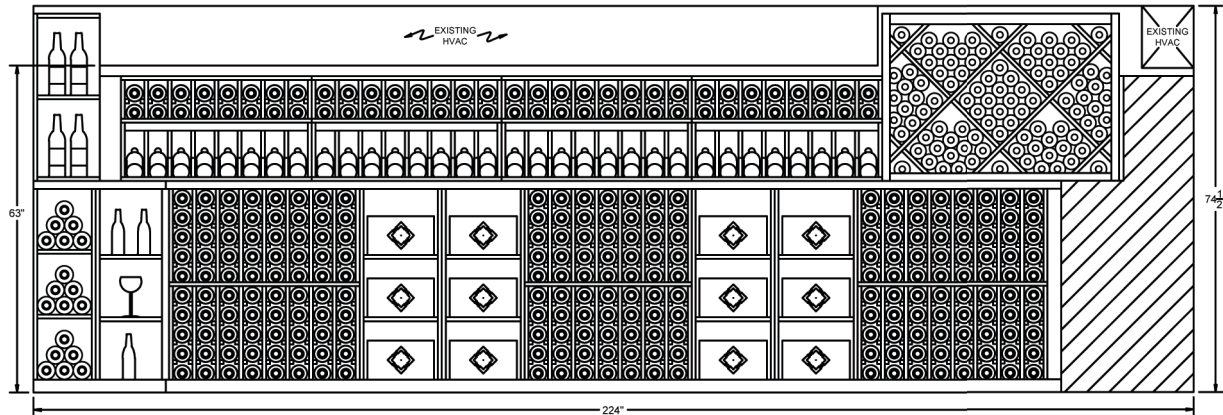 EXISTING
HVAC
EXISTING
HVAC
63"
74 1/2"
224"